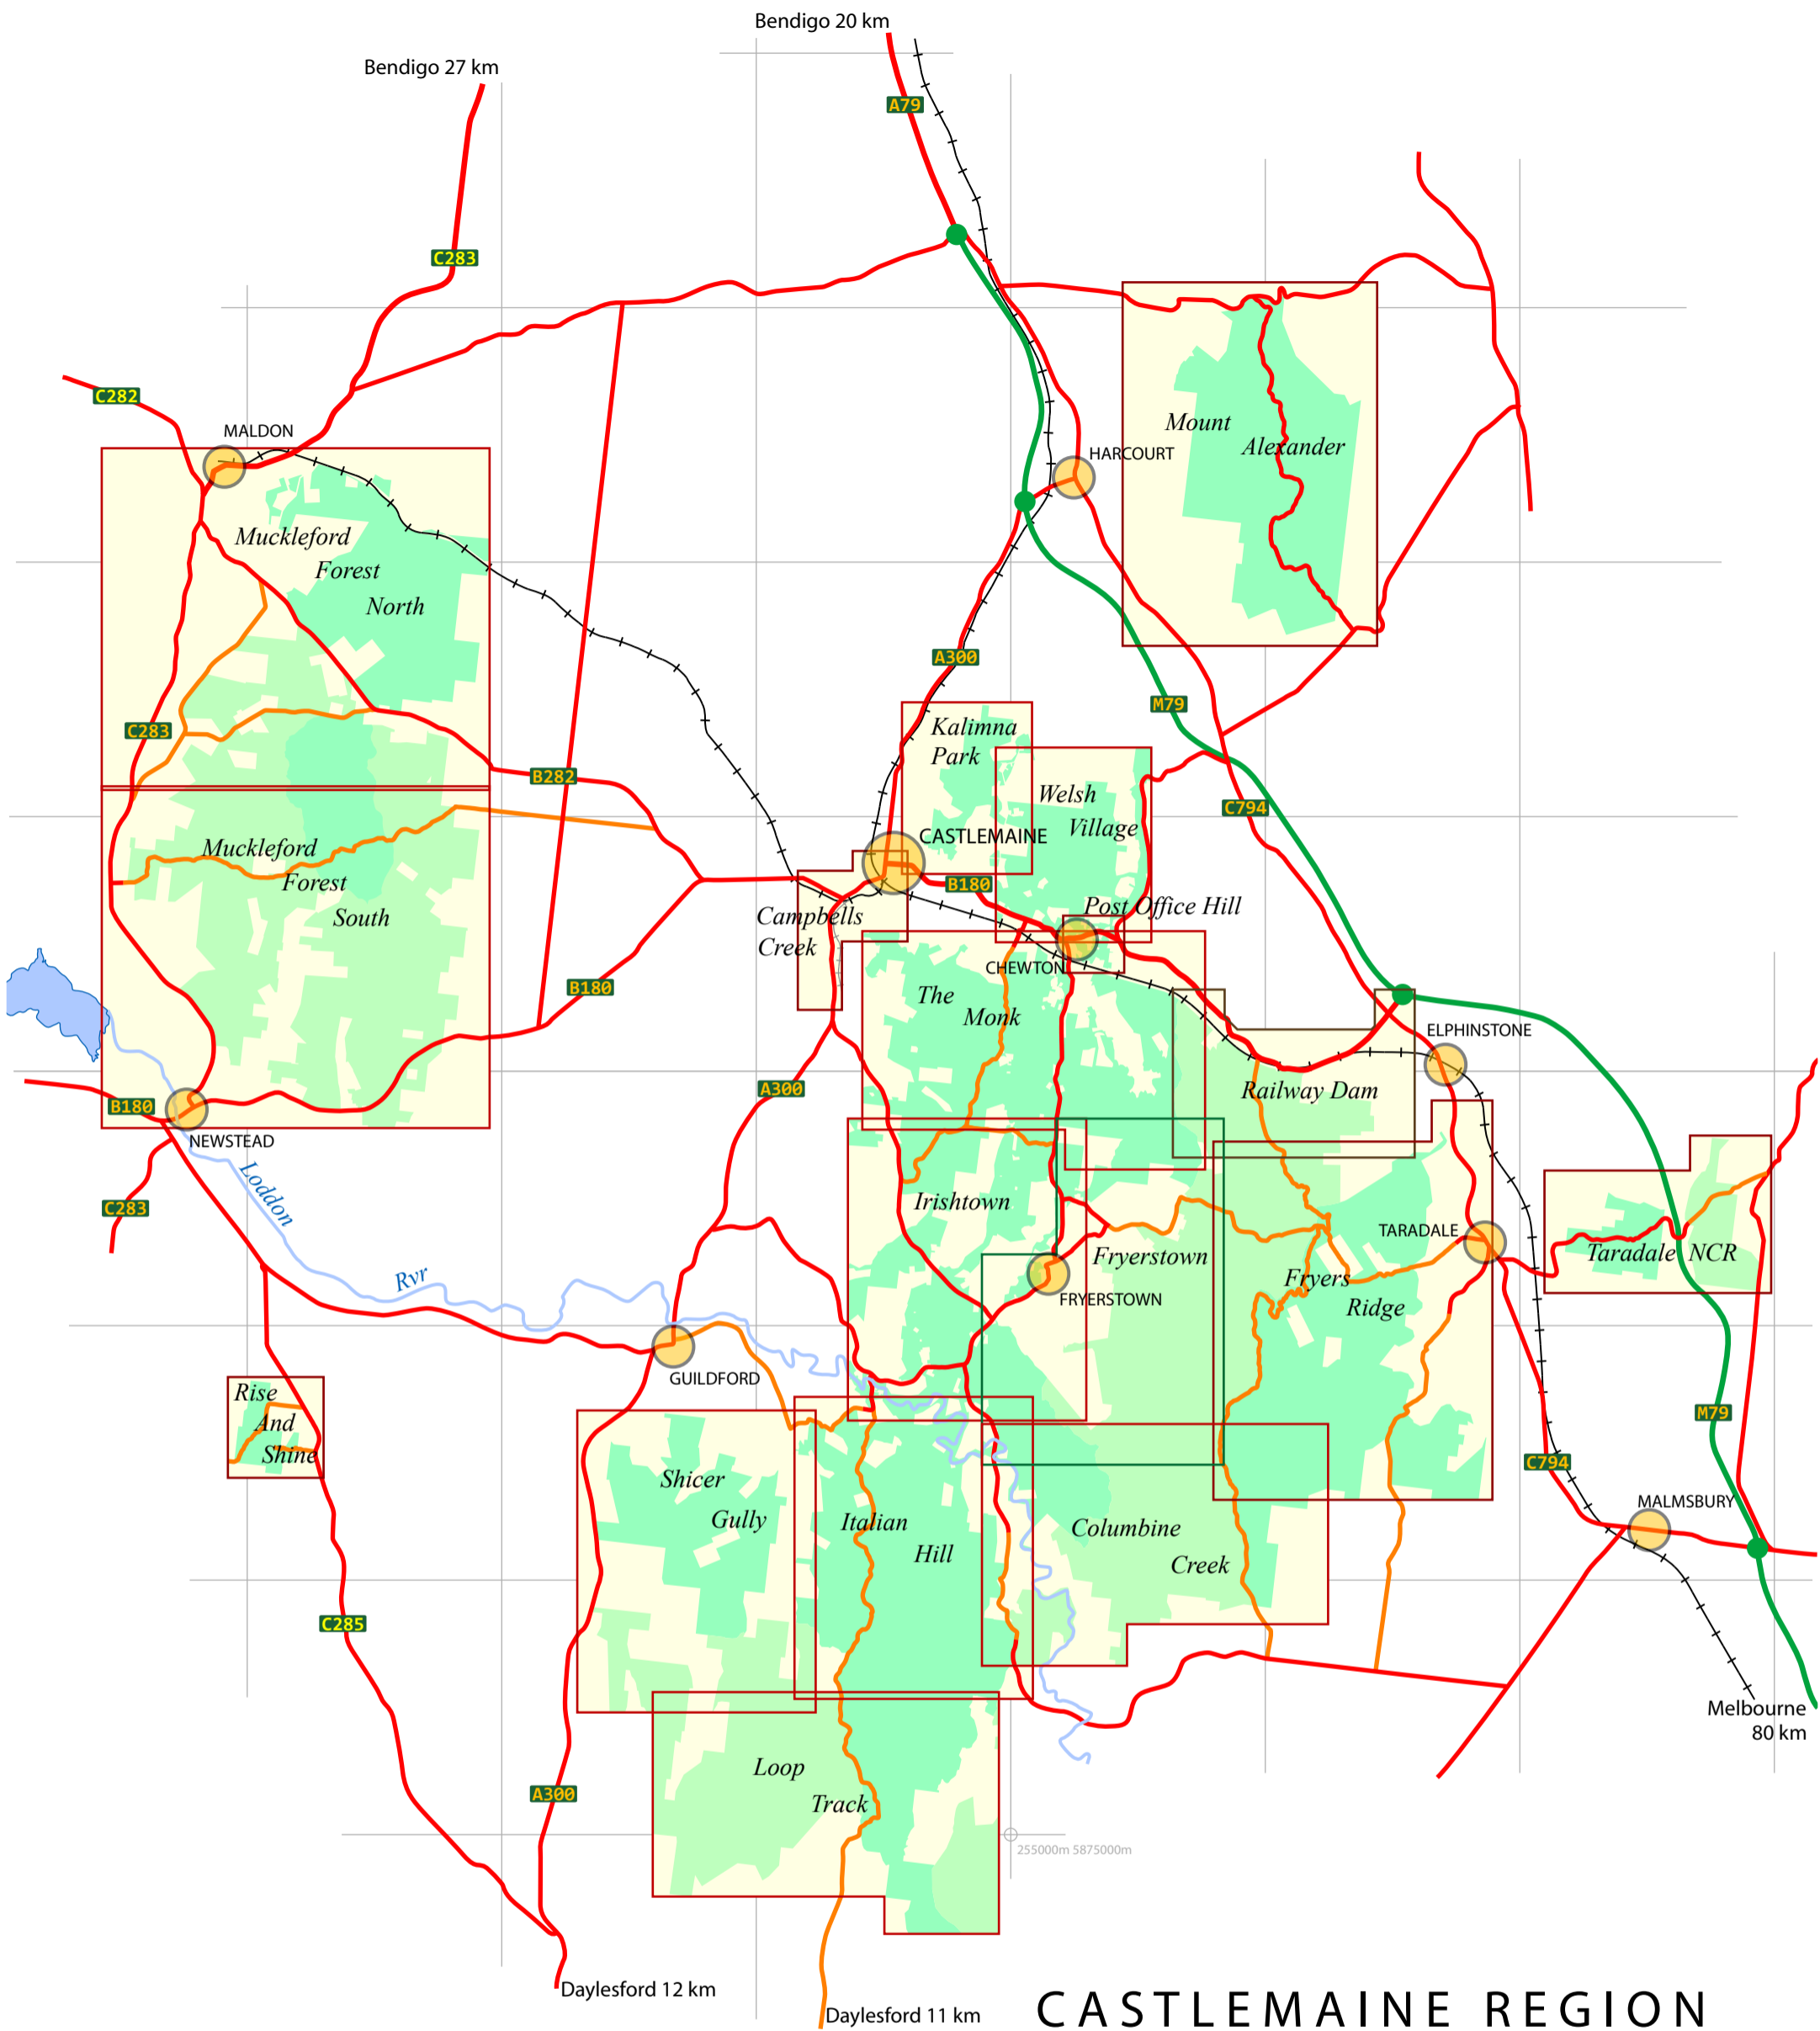 Bendigo 20 km
Bendigo 27 km
A79
C283
C282
MALDON
HARCOURT
Mount
Alexander
Muckleford
Forest
North
A300
M79
C283
Kalimna
Park
B282
Welsh
Village
C794
CASTLEMAINE
Muckleford
Forest
South
B180
Post Office Hill
Campbells
Creek
CHEWTON
B180
The
Monk
ELPHINSTONE
A300
Railway Dam
B180
NEWSTEAD
Loddon
C283
Irishtown
TARADALE
Fryerstown
Taradale NCR
Rvr
Fryers
Ridge
FRYERSTOWN
GUILDFORD
Rise
And
Shine
M79
C794
Shicer
Gully
MALMSBURY
Italian
Hill
Columbine
Creek
C285
Melbourne
80 km
Loop
Track
A300
255000m 5875000m
Daylesford 12 km
Daylesford 11 km
CASTLEMAINE REGION